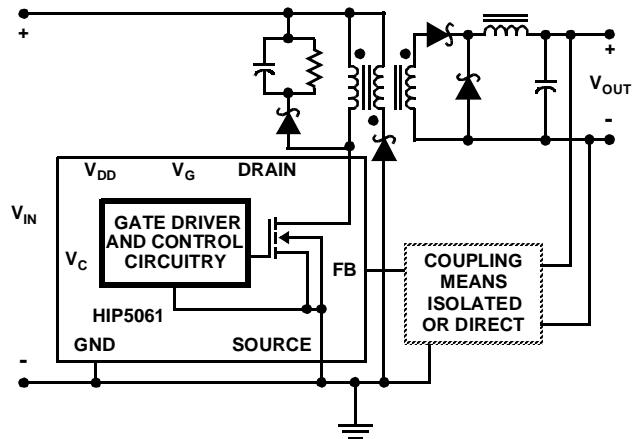 +
+
V_OUT
-
V_DD V_G DRAIN
V_IN
GATE DRIVER
AND CONTROL
CIRCUITRY
V_C
FB
COUPLING
MEANS
ISOLATED
OR DIRECT
HIP5061
GND SOURCE
-